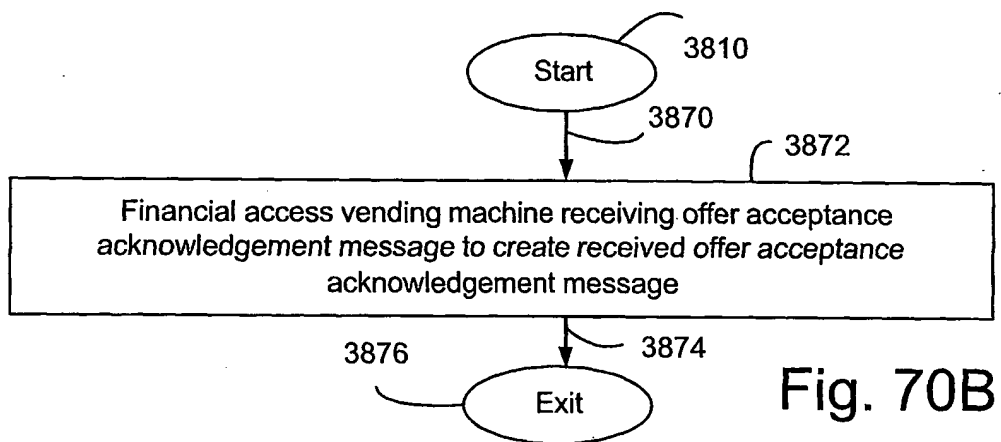 3810
Start
3870
3872
Financial access vending machine receiving offer acceptance
acknowledgement message to create received offer acceptance
acknowledgement message
3874
3876
Exit
Fig. 70B